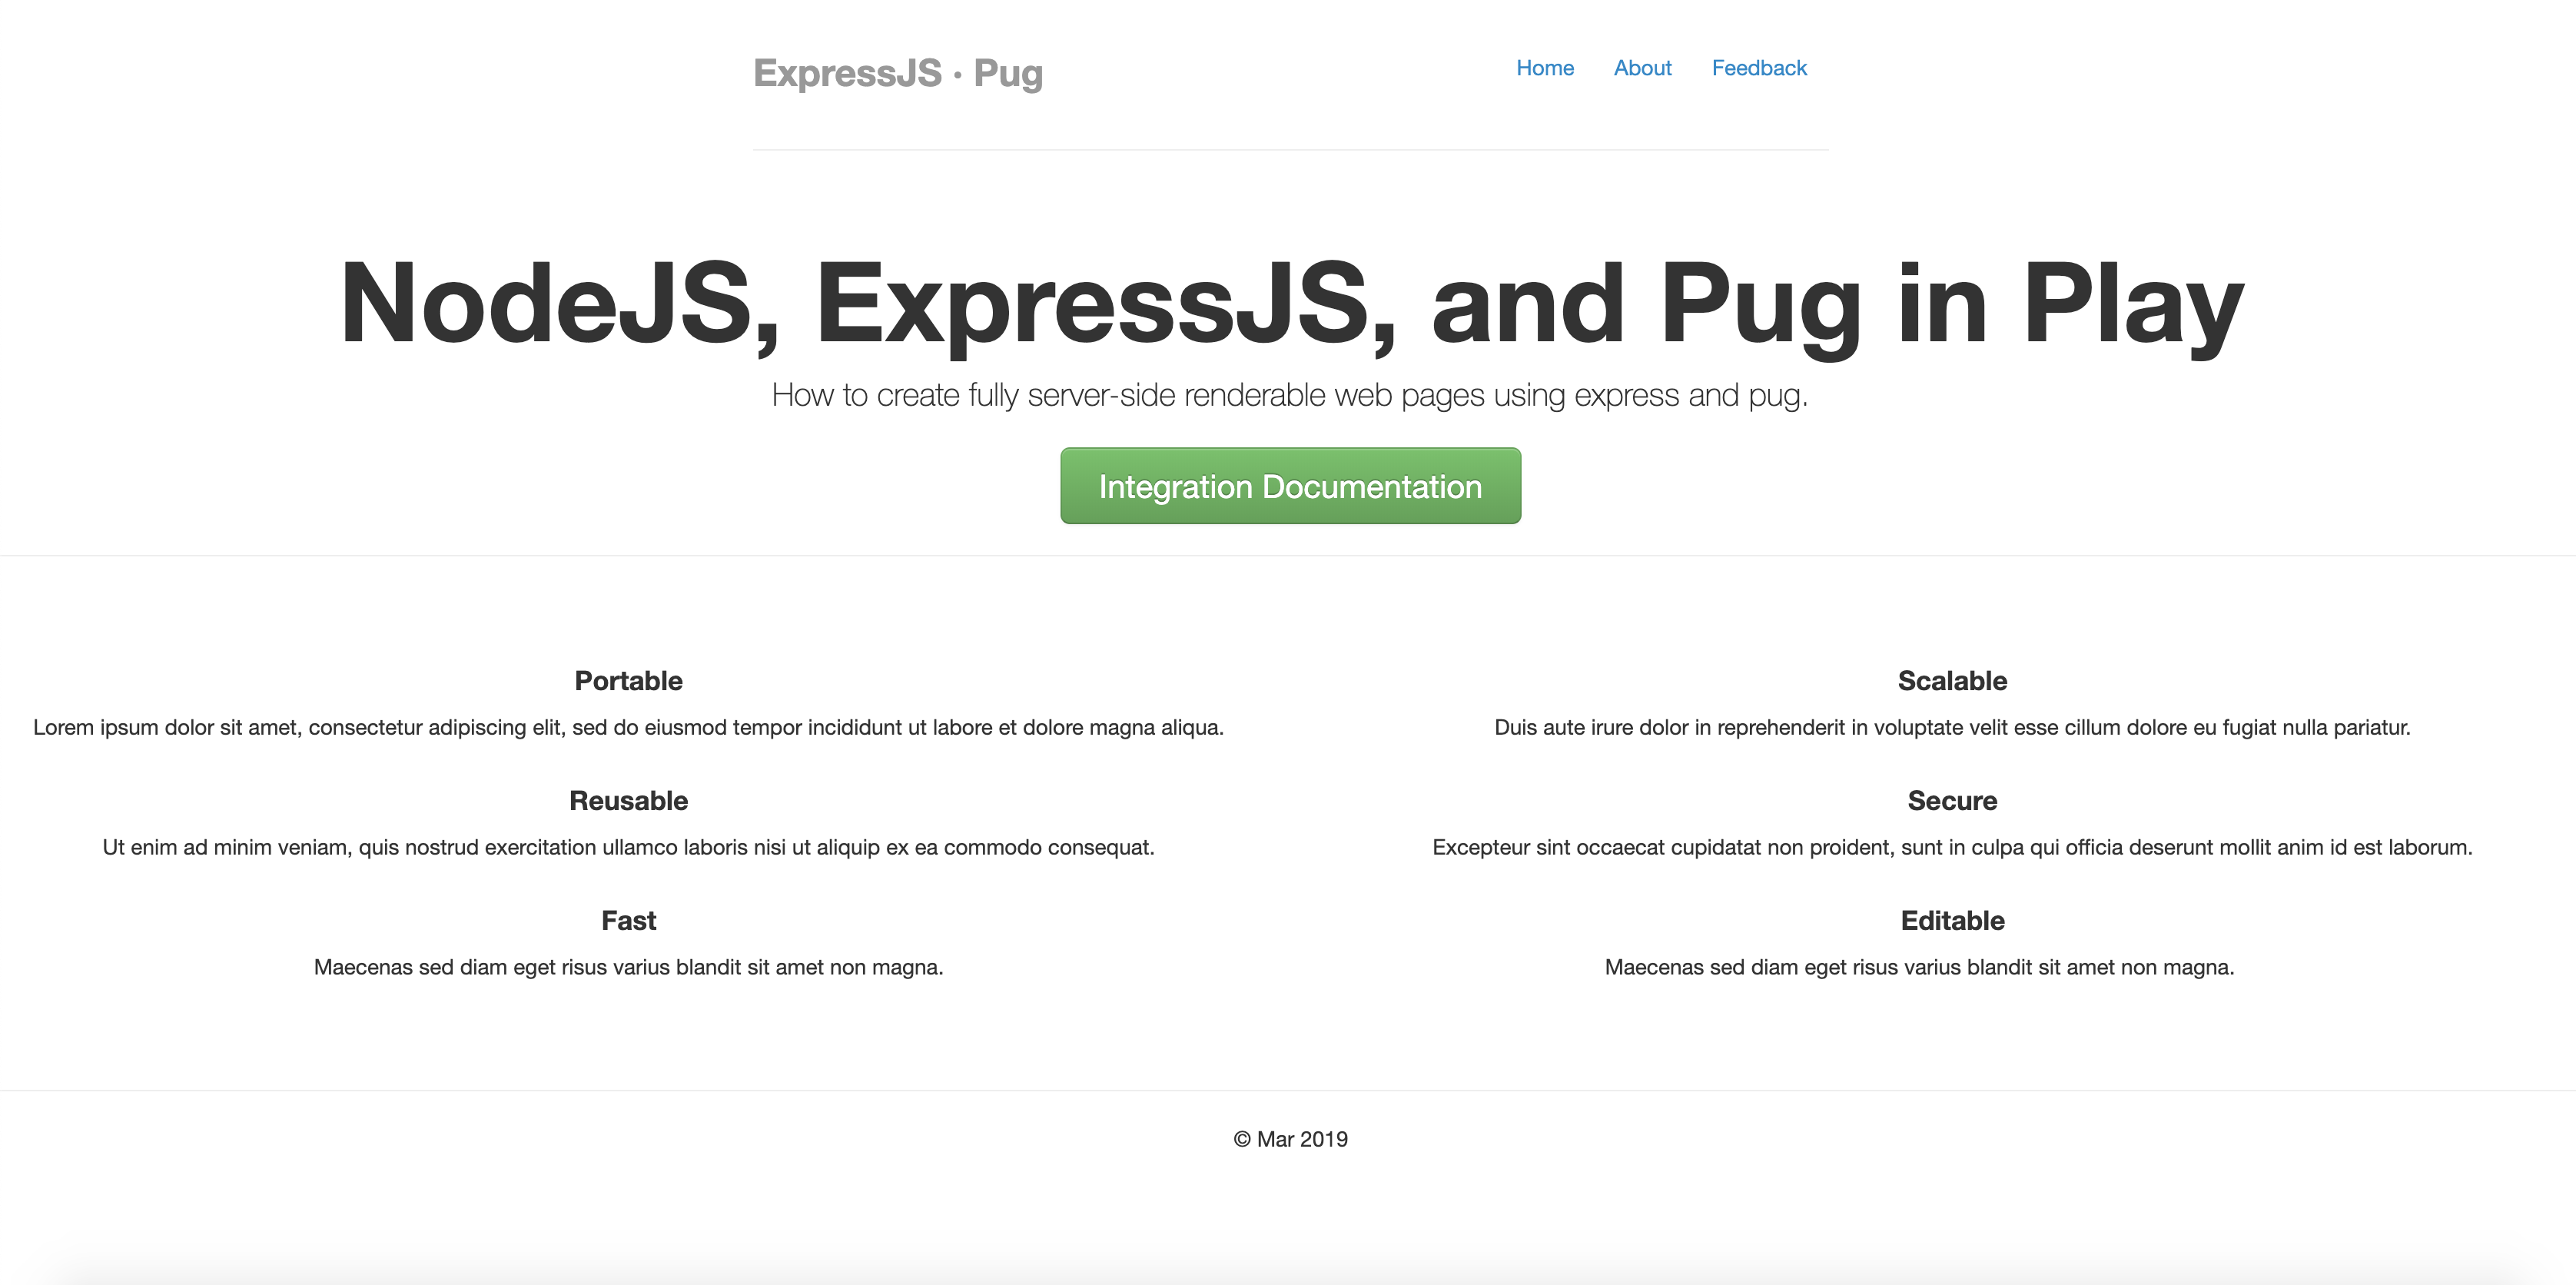 ExpressJS · Pug
Home About Feedback
NodeJS, ExpressJS, and Pug in Play
How to create fully server-side renderable web pages using express and pug.
Integration Documentation
Portable
Lorem ipsum dolor sit amet, consectetur adipiscing elit, sed do eiusmod tempor incididunt ut labore et dolore magna aliqua.
Reusable
Ut enim ad minim veniam, quis nostrud exercitation ullamco laboris nisi ut aliquip ex ea commodo consequat.
Fast
Maecenas sed diam eget risus varius blandit sit amet non magna.
Scalable
Duis aute irure dolor in reprehenderit in voluptate velit esse cillum dolore eu fugiat nulla pariatur.
Secure
Excepteur sint occaecat cupidatat non proident, sunt in culpa qui officia deserunt mollit anim id est laborum.
Editable
Maecenas sed diam eget risus varius blandit sit amet non magna.
© Mar 2019